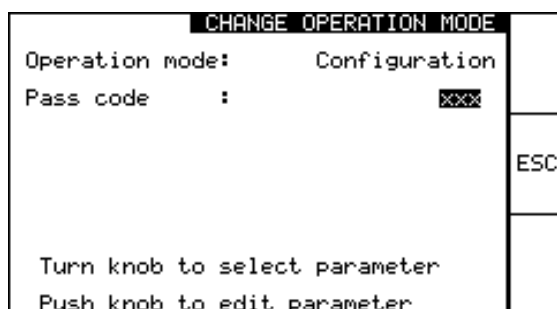 CHANGE OPERATION MODE
Operation mode: Configuration
Pass code : xxx
ESC
Turn knob to select parameter
Push knob to edit parameter